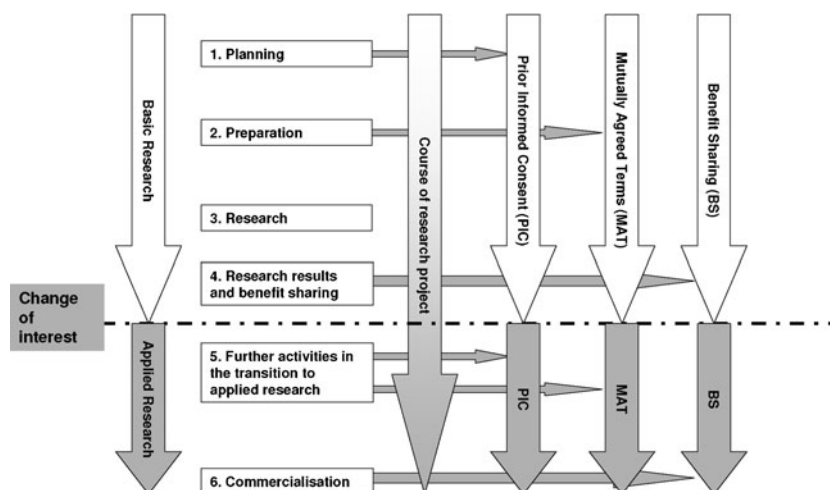 Basic Research
1. Planning
2. Preparation
3. Research
4. Research results
and benefit sharing
Course of research project
Prior Informed Consent (PIC)
Mutually Agreed Terms (MAT)
Benefit Sharing (BS)
Change
of
interest
Applied Research
5. Further activities in
the transition to
applied research
PIC
MAT
BS
6. Commercialisation